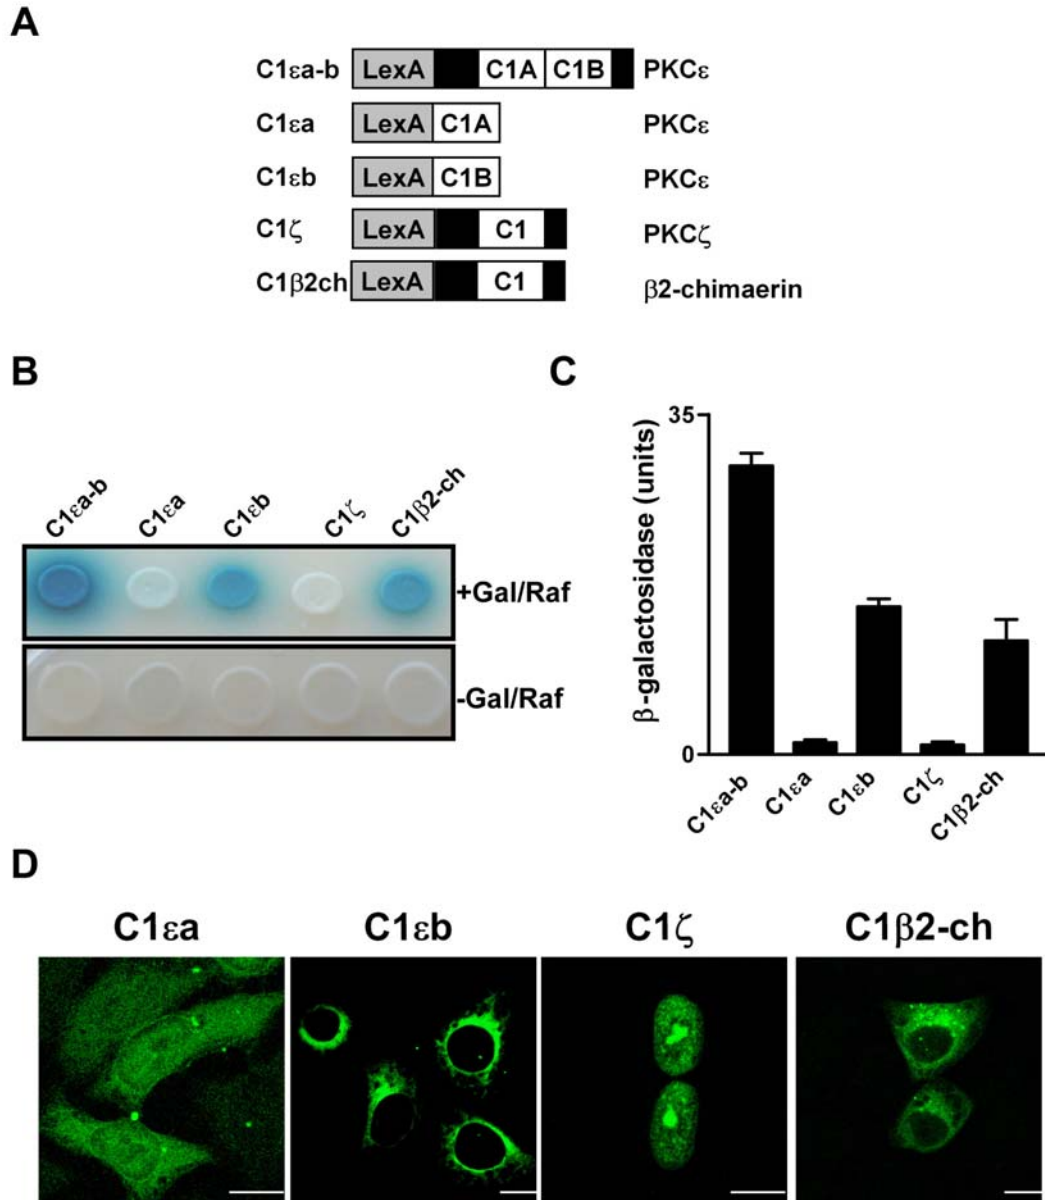 A
C1εa-b LexA C1A C1B PKCε
C1εa LexA C1A PKCε
C1εb LexA C1B PKCε
C1ζ LexA C1 PKCζ
C1β2ch LexA C1 β2-chimaerin
B
C1εa-b C1εa C1εb C1ζ C1β2-ch
+Gal/Raf
-Gal/Raf
C
β-galactosidase (units)
35
0
C1εa-b C1εa C1εb C1ζ C1β2-ch
D
C1εa C1εb C1ζ C1β2-ch